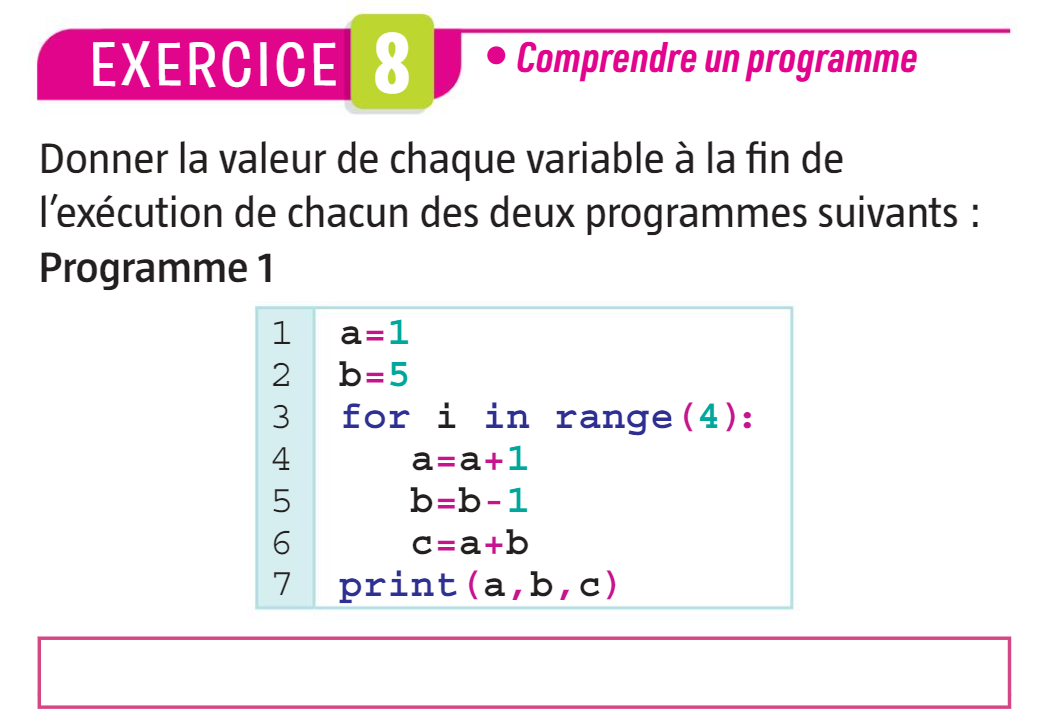 EXERCICE 8 • Comprendre un programme
Donner la valeur de chaque variable à la fin de
l’exécution de chacun des deux programmes suivants :
Programme 1
1 a=1
2 b=5
3 for i in range(4):
4    a=a+1
5    b=b-1
6    c=a+b
7 print(a,b,c)